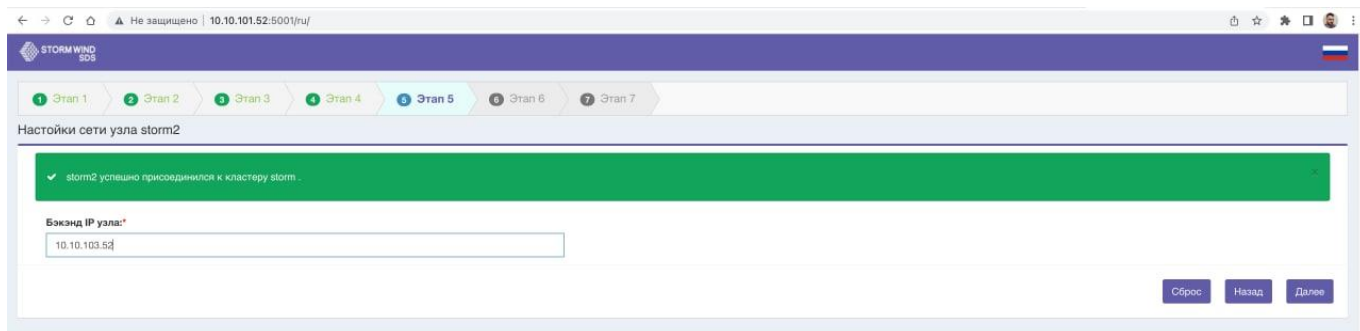 Не защищено 10.10.101.52:5001/ru/
STORMWIND
SDS
1 Этап 1 2 Этап 2 3 Этап 3 4 Этап 4 5 Этап 5 6 Этап 6 7 Этап 7
Настойки сети узла storm2
storm2 успешно присоединился к кластеру storm .
Бэкэнд IP узла:*
10.10.103.52
Сброс Назад Далее